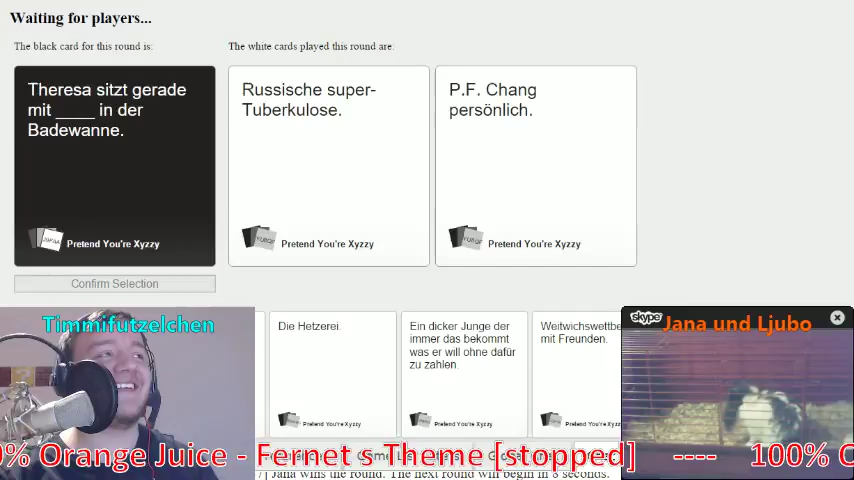 Waiting for players...
The black card for this round is:
The white cards played this round are:
Theresa sitzt gerade
mit ____ in der
Badewanne.
Pretend You're Xyzzy
Russische super-
Tuberkulose.
Pretend You're Xyzzy
P.F. Chang
persönlich.
Pretend You're Xyzzy
Confirm Selection
Timmifutzelchen
Die Hetzerei.
Pretend You're Xyzzy
Ein dicker Junge der
immer das bekommt
was er will ohne dafür
zu zahlen.
Pretend You're Xyzzy
Weitwichswettbe
mit Freunden.
Pretend You're Xyzzy
skype
Jana und Ljubo
0% Orange Juice - Fernet s Theme [stopped] ---- 100% O
Jana wins the round. The next round will begin in 8 seconds.